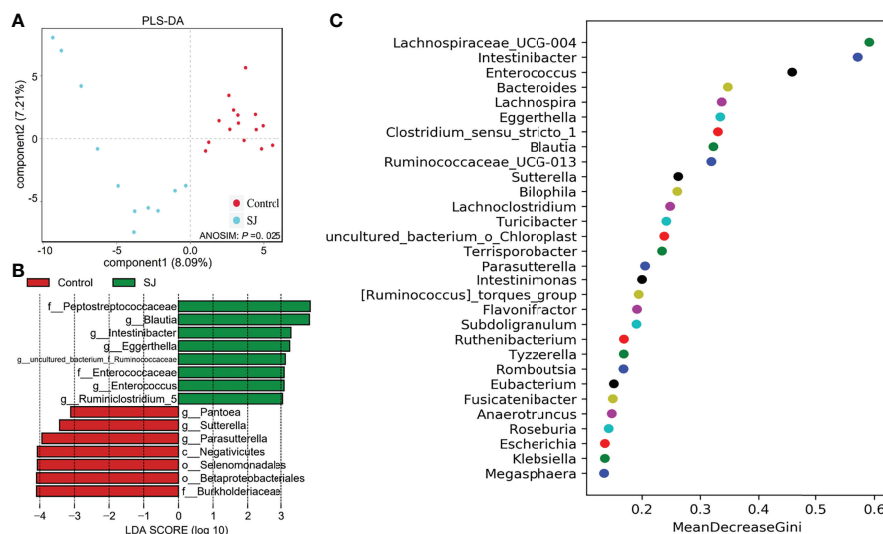 A
PLS-DA
component2 (7.21%)
5
0
-5
Control
SJ
ANOSIM: P =0. 025
-10
-5
0.0
5
component1 (8.09%)
B
Control
SJ
f__Peptostreptococcaceae
g__Blautia
g__Intestinibacter
g__Eggerthella
g__uncultured_bacterium_f_Ruminococcaceae
f__Enterococcaceae
g__Enterococcus
g__Ruminiclostridium_5
g__Pantoea
g__Sutterella
g__Parasutterella
c__Negativicutes
o__Selenomonadales
o__Betaproteobacteriales
f__Burkholderiaceae
−4 −3 −2 −1 0 1 2 3
LDA SCORE (log 10)
C
Lachnospiraceae_UCG-004
Intestinibacter
Enterococcus
Bacteroides
Lachnospira
Eggerthella
Clostridium_sensu_stricto_1
Blautia
Ruminococcaceae_UCG-013
Sutterella
Bilophila
Lachnoclostridium
Turicibacter
uncultured_bacterium_o_Chloroplast
Terrisporobacter
Parasutterella
Intestinimonas
[Ruminococcus]_torques_group
Flavonifractor
Subdoligranulum
Ruthenibacterium
Tyzzerella
Romboutsia
Eubacterium
Fusicatenibacter
Anaerotruncus
Roseburia
Escherichia
Klebsiella
Megasphaera
0.2 0.3 0.4 0.5 0.6
MeanDecreaseGini